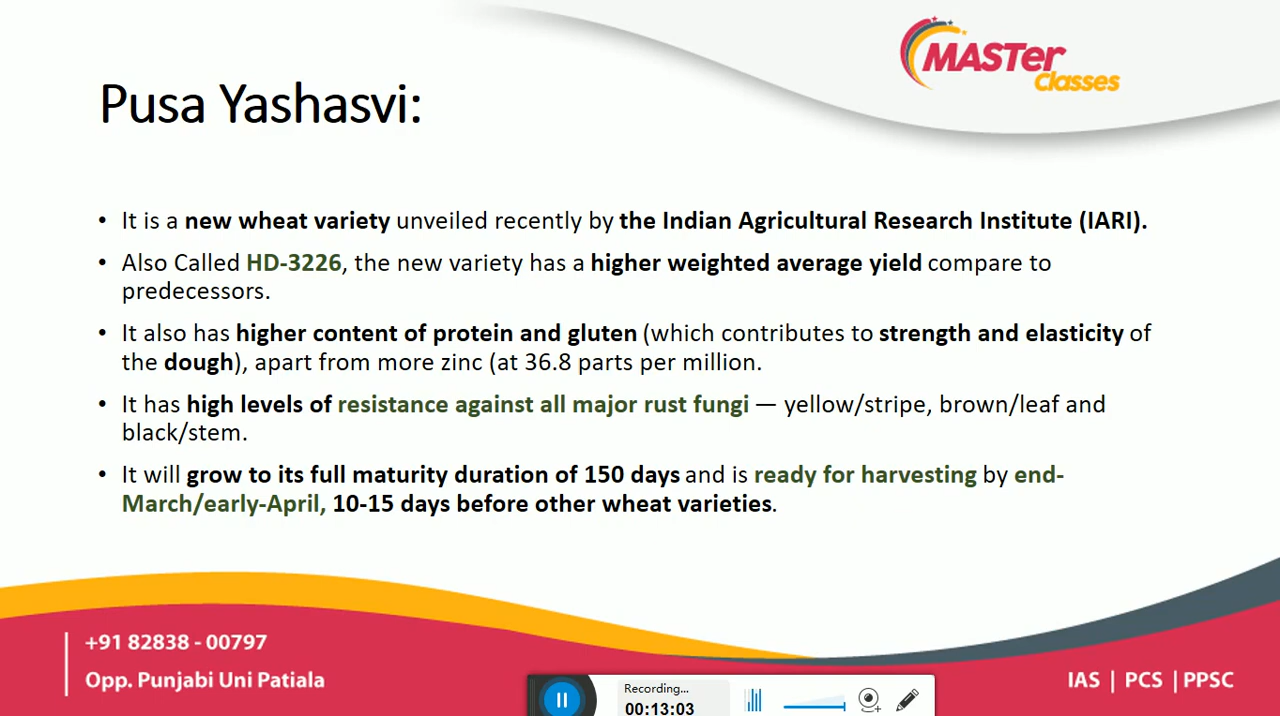 MASTer
Classes
Pusa Yashasvi:
• It is a new wheat variety unveiled recently by the Indian Agricultural Research Institute (IARI).
• Also Called HD-3226, the new variety has a higher weighted average yield compare to
predecessors.
• It also has higher content of protein and gluten (which contributes to strength and elasticity of
the dough), apart from more zinc (at 36.8 parts per million.
• It has high levels of resistance against all major rust fungi — yellow/stripe, brown/leaf and
black/stem.
• It will grow to its full maturity duration of 150 days and is ready for harvesting by end-
March/early-April, 10-15 days before other wheat varieties.
+91 82838 - 00797
Opp. Punjabi Uni Patiala
Recording...
00:13:03
IAS | PCS | PPSC